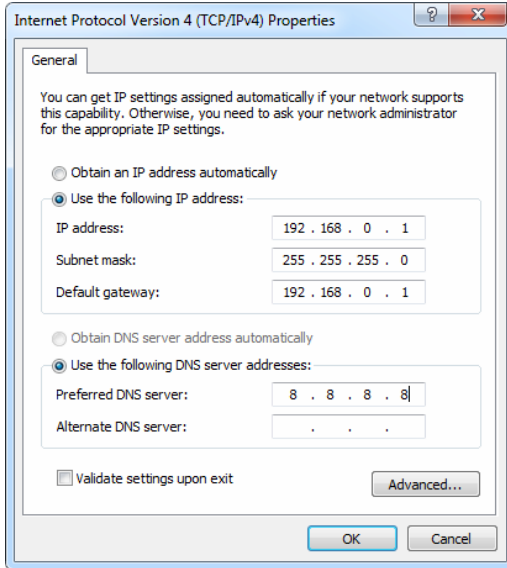 Internet Protocol Version 4 (TCP/IPv4) Properties
General
You can get IP settings assigned automatically if your network supports
this capability. Otherwise, you need to ask your network administrator
for the appropriate IP settings.
Obtain an IP address automatically
Use the following IP address:
IP address: 192 . 168 . 0 . 1
Subnet mask: 255 . 255 . 255 . 0
Default gateway: 192 . 168 . 0 . 1
Obtain DNS server address automatically
Use the following DNS server addresses:
Preferred DNS server: 8 . 8 . 8 . 8
Alternate DNS server: . . .
Validate settings upon exit
Advanced...
OK Cancel